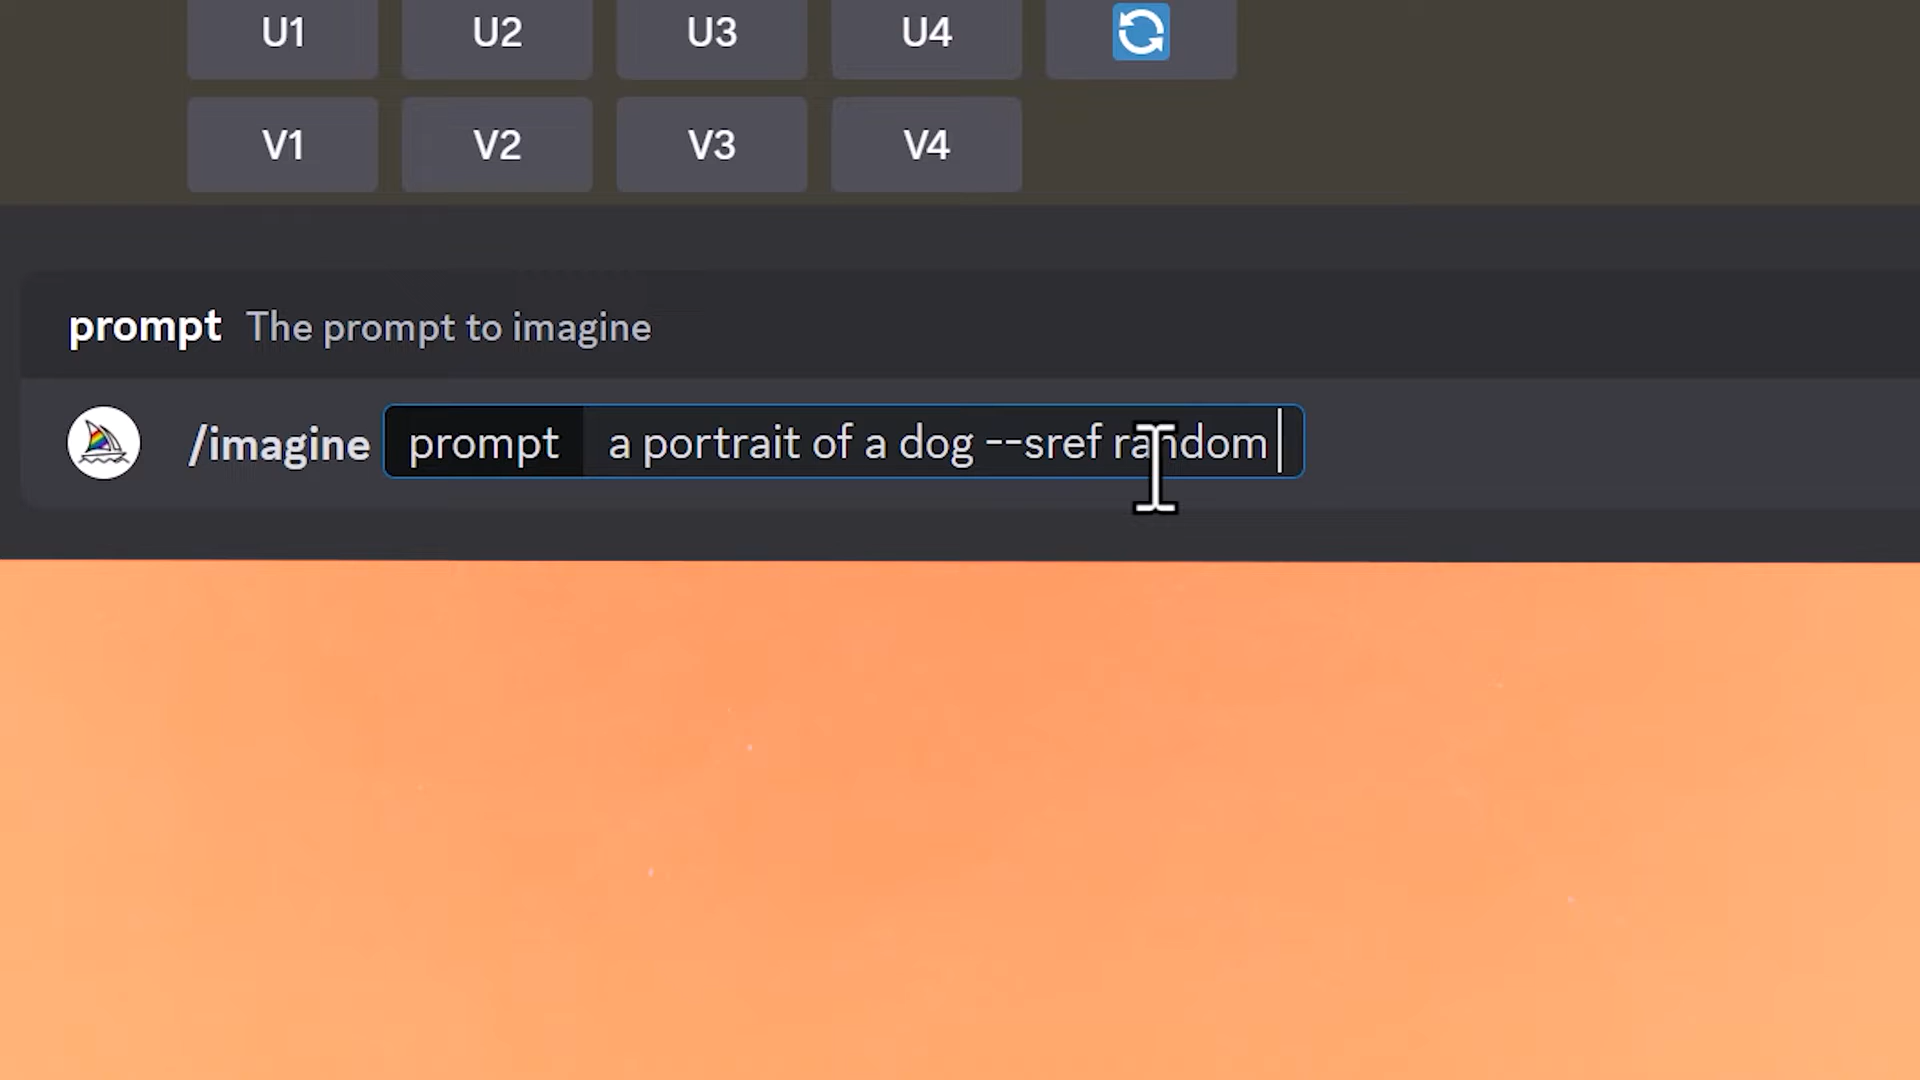 U1 U2 U3 U4
V1 V2 V3 V4
prompt The prompt to imagine
/imagine prompt a portrait of a dog --sref random